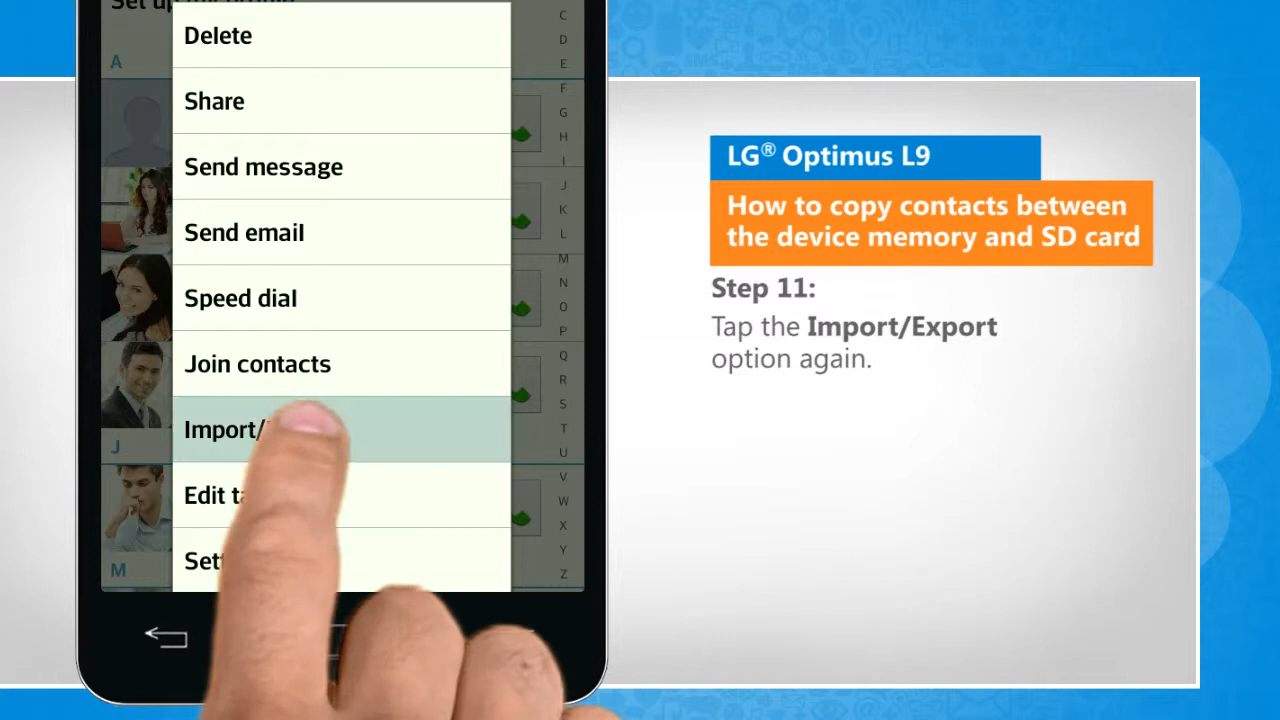 Delete
Share
Send message
Send email
Speed dial
Join contacts
Import/
Edit
A
J
M
C
D
E
F
G
H
I
J
K
L
M
N
O
P
Q
R
S
T
U
V
W
X
Y
Z
LG® Optimus L9
How to copy contacts between
the device memory and SD card
Step 11:
Tap the Import/Export
option again.